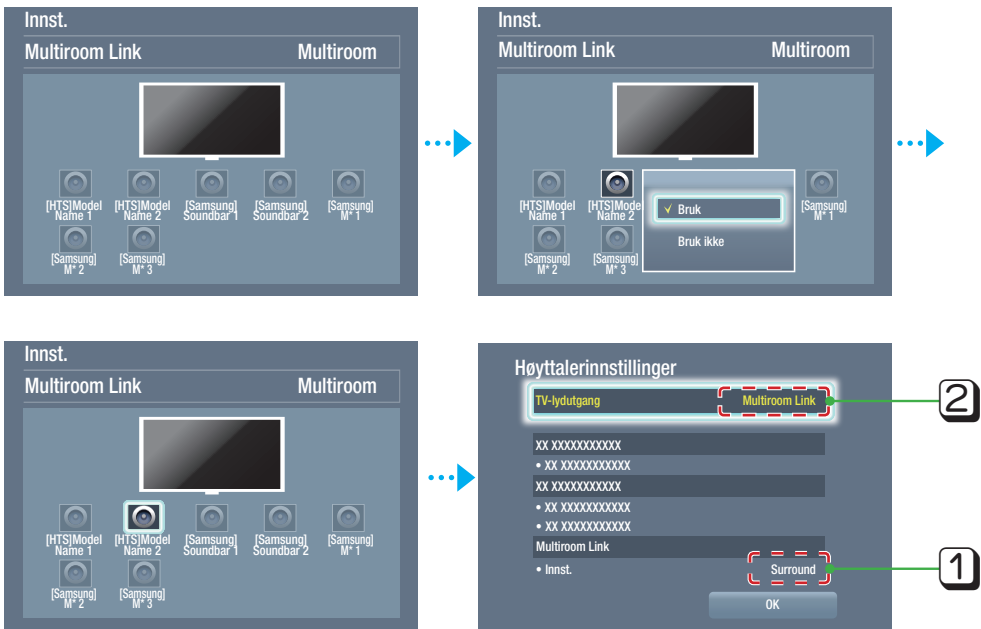 Innst.
Multiroom Link Multiroom
[HTS]Model Name 1
[HTS]Model Name 2
[Samsung] Soundbar 1
[Samsung] Soundbar 2
[Samsung] M* 1
[Samsung] M* 2
[Samsung] M* 3
Innst.
Multiroom Link Multiroom
[HTS]Model Name 1
[HTS]Mode Name 2
✓ Bruk
Bruk ikke
[Samsung] M* 1
[Samsung] M* 2
[Samsung] M* 3
Innst.
Multiroom Link Multiroom
[HTS]Model Name 1
[HTS]Model Name 2
[Samsung] Soundbar 1
[Samsung] Soundbar 2
[Samsung] M* 1
[Samsung] M* 2
[Samsung] M* 3
Høyttalerinnstillinger
TV-lydutgang Multiroom Link
2
XX XXXXXXXXXXX
• XX XXXXXXXXXXX
XX XXXXXXXXXXX
• XX XXXXXXXXXXX
• XX XXXXXXXXXXX
Multiroom Link
• Innst. Surround
1
OK